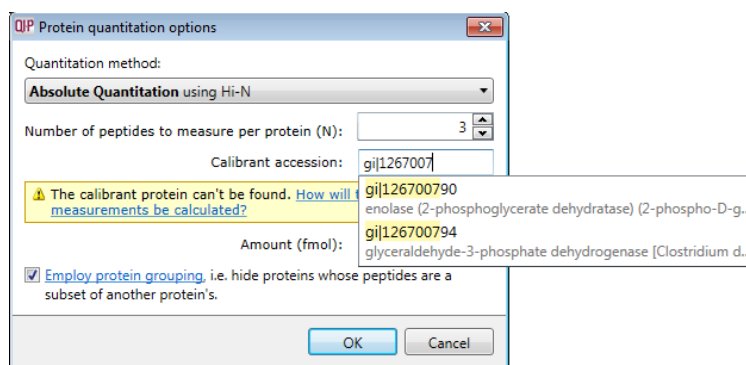 QIP Protein quantitation options
Quantitation method:
Absolute Quantitation using Hi-N
Number of peptides to measure per protein (N): 3
Calibrant accession: gi|1267007
The calibrant protein can't be found. How will
measurements be calculated?
gi|126700790
enolase (2-phosphoglycerate dehydratase) (2-phospho-D-g..
gi|126700794
glyceraldehyde-3-phosphate dehydrogenase [Clostridium d..
Amount (fmol):
Employ protein grouping, i.e. hide proteins whose peptides are a
subset of another protein's.
OK Cancel